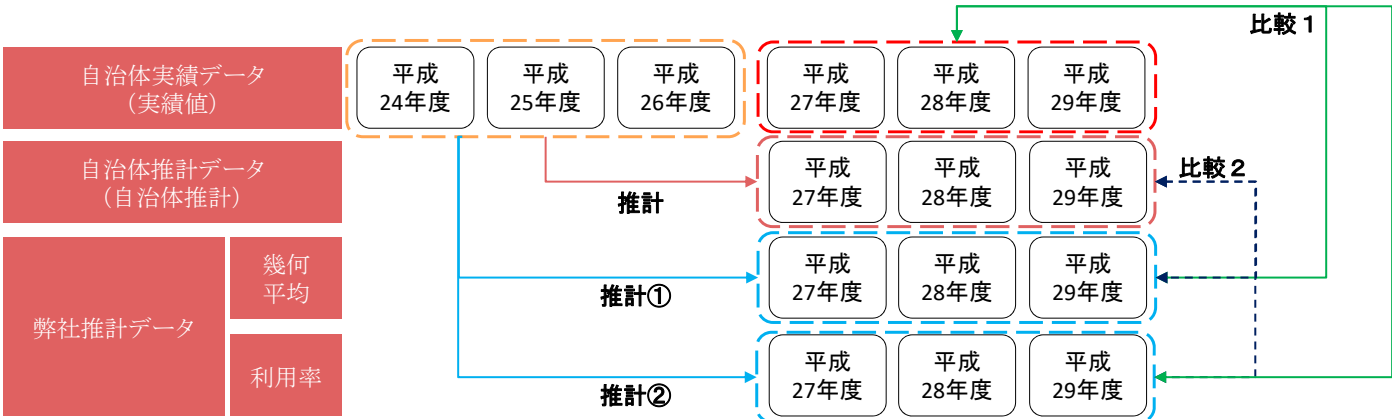 比較１
自治体実績データ
（実績値）
平成
24年度
平成
25年度
平成
26年度
平成
27年度
平成
28年度
平成
29年度
自治体推計データ
（自治体推計）
推計
平成
27年度
平成
28年度
平成
29年度
比較２
弊社推計データ
幾何
平均
推計①
平成
27年度
平成
28年度
平成
29年度
利用率
推計②
平成
27年度
平成
28年度
平成
29年度